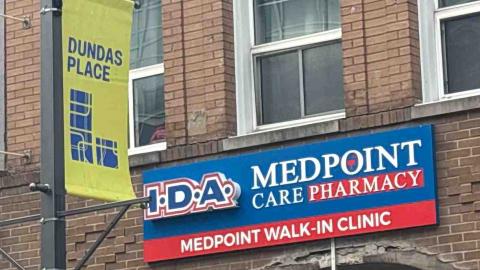 DUNDAS
PLACE
I.D.A.
MEDPOINT
CARE PHARMACY
MEDPOINT WALK-IN CLINIC